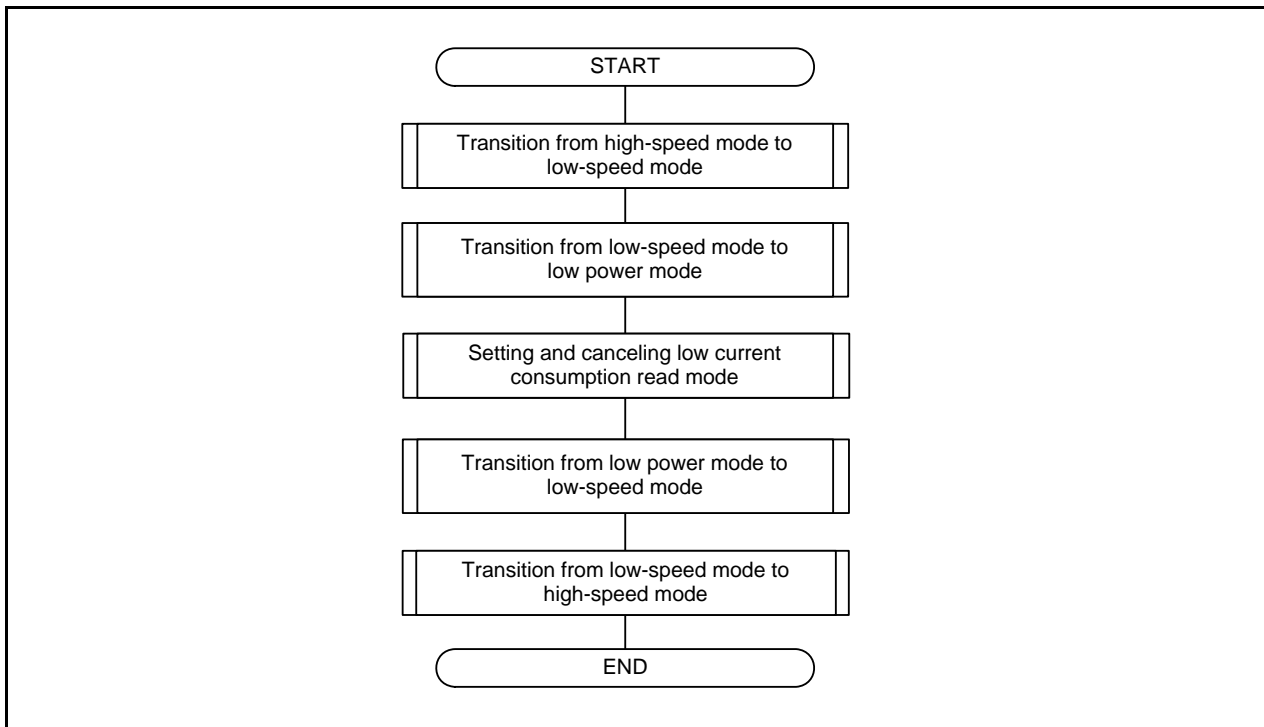 START
Transition from high-speed mode to
low-speed mode
Transition from low-speed mode to
low power mode
Setting and canceling low current
consumption read mode
Transition from low power mode to
low-speed mode
Transition from low-speed mode to
high-speed mode
END